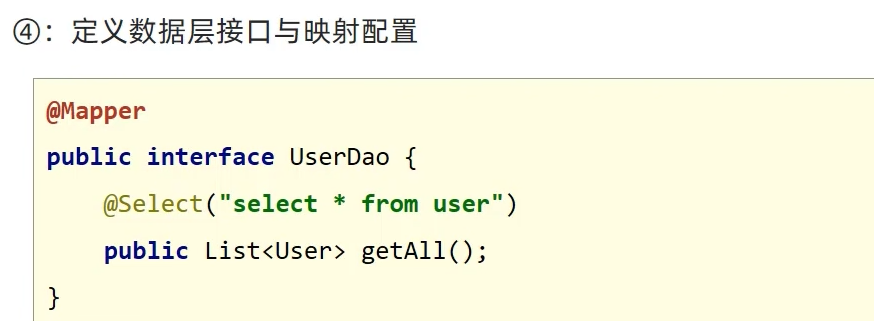 ④：定义数据层接口与映射配置
@Mapper
public interface UserDao {
@Select("select * from user")
public List<User> getAll();
}